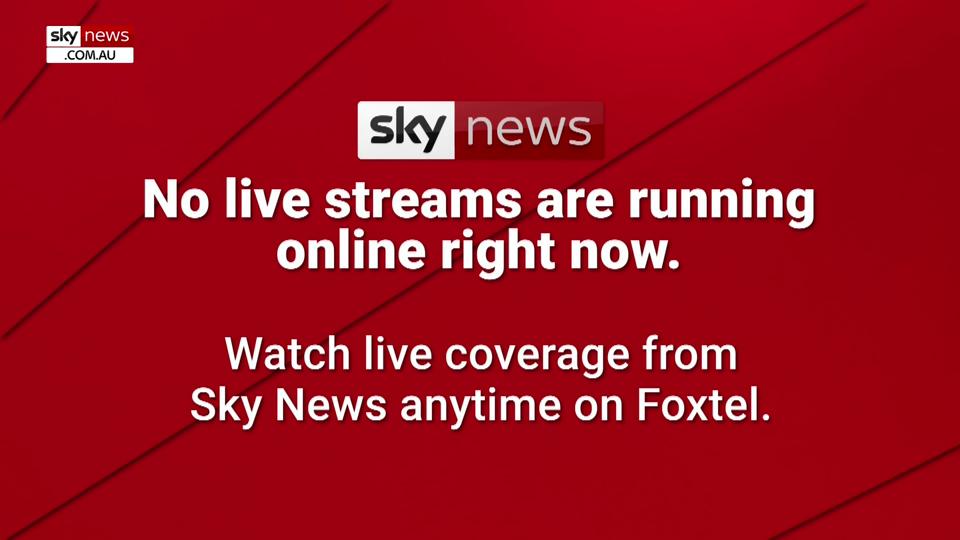 sky news
.COM.AU
sky news
No live streams are running
online right now.
Watch live coverage from
Sky News anytime on Foxtel.